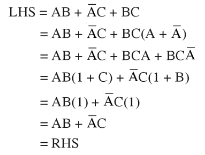 LHS = AB + A̅C + BC
= AB + A̅C + BC(A + A̅)
= AB + A̅C + BCA + BCA̅
= AB(1 + C) + A̅C(1 + B)
= AB(1) + A̅C(1)
= AB + A̅C
= RHS